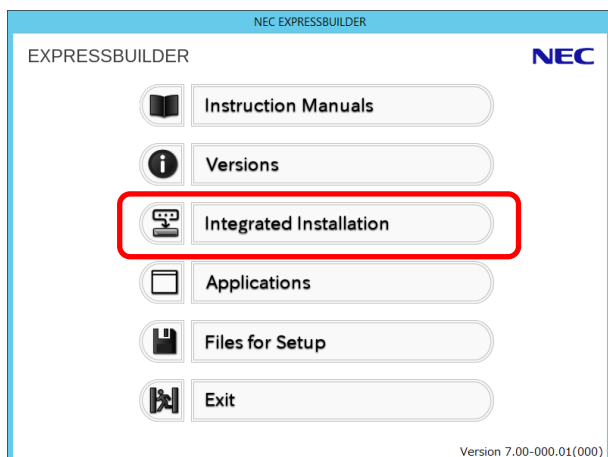 NEC EXPRESSBUILDER
EXPRESSBUILDER
NEC
Instruction Manuals
Versions
Integrated Installation
Applications
Files for Setup
Exit
Version 7.00-000.01(000)